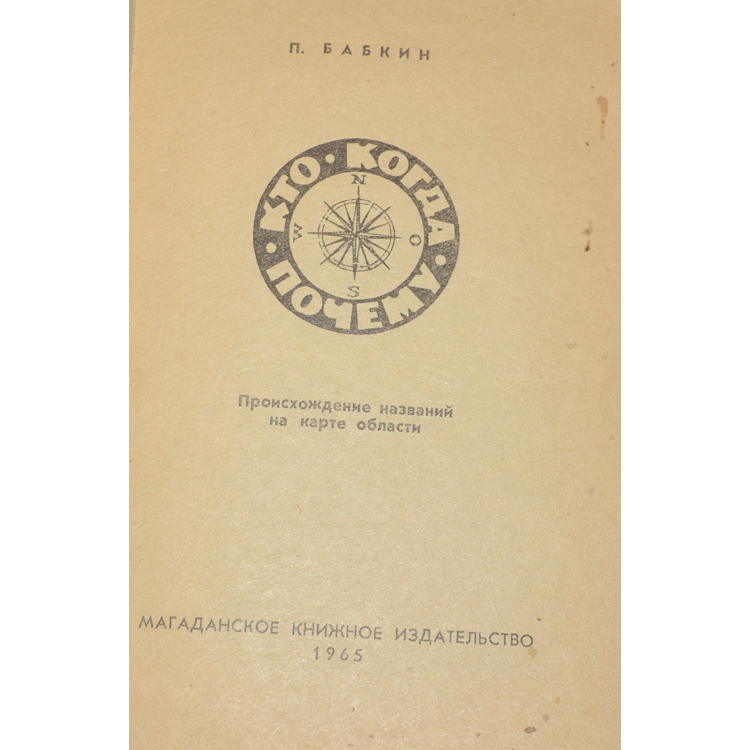 П. БАБКИН
КТО · КОГДА · ПОЧЕМУ ·
N
W O
S
Происхождение названий
на карте области
МАГАДАНСКОЕ КНИЖНОЕ ИЗДАТЕЛЬСТВО
1965